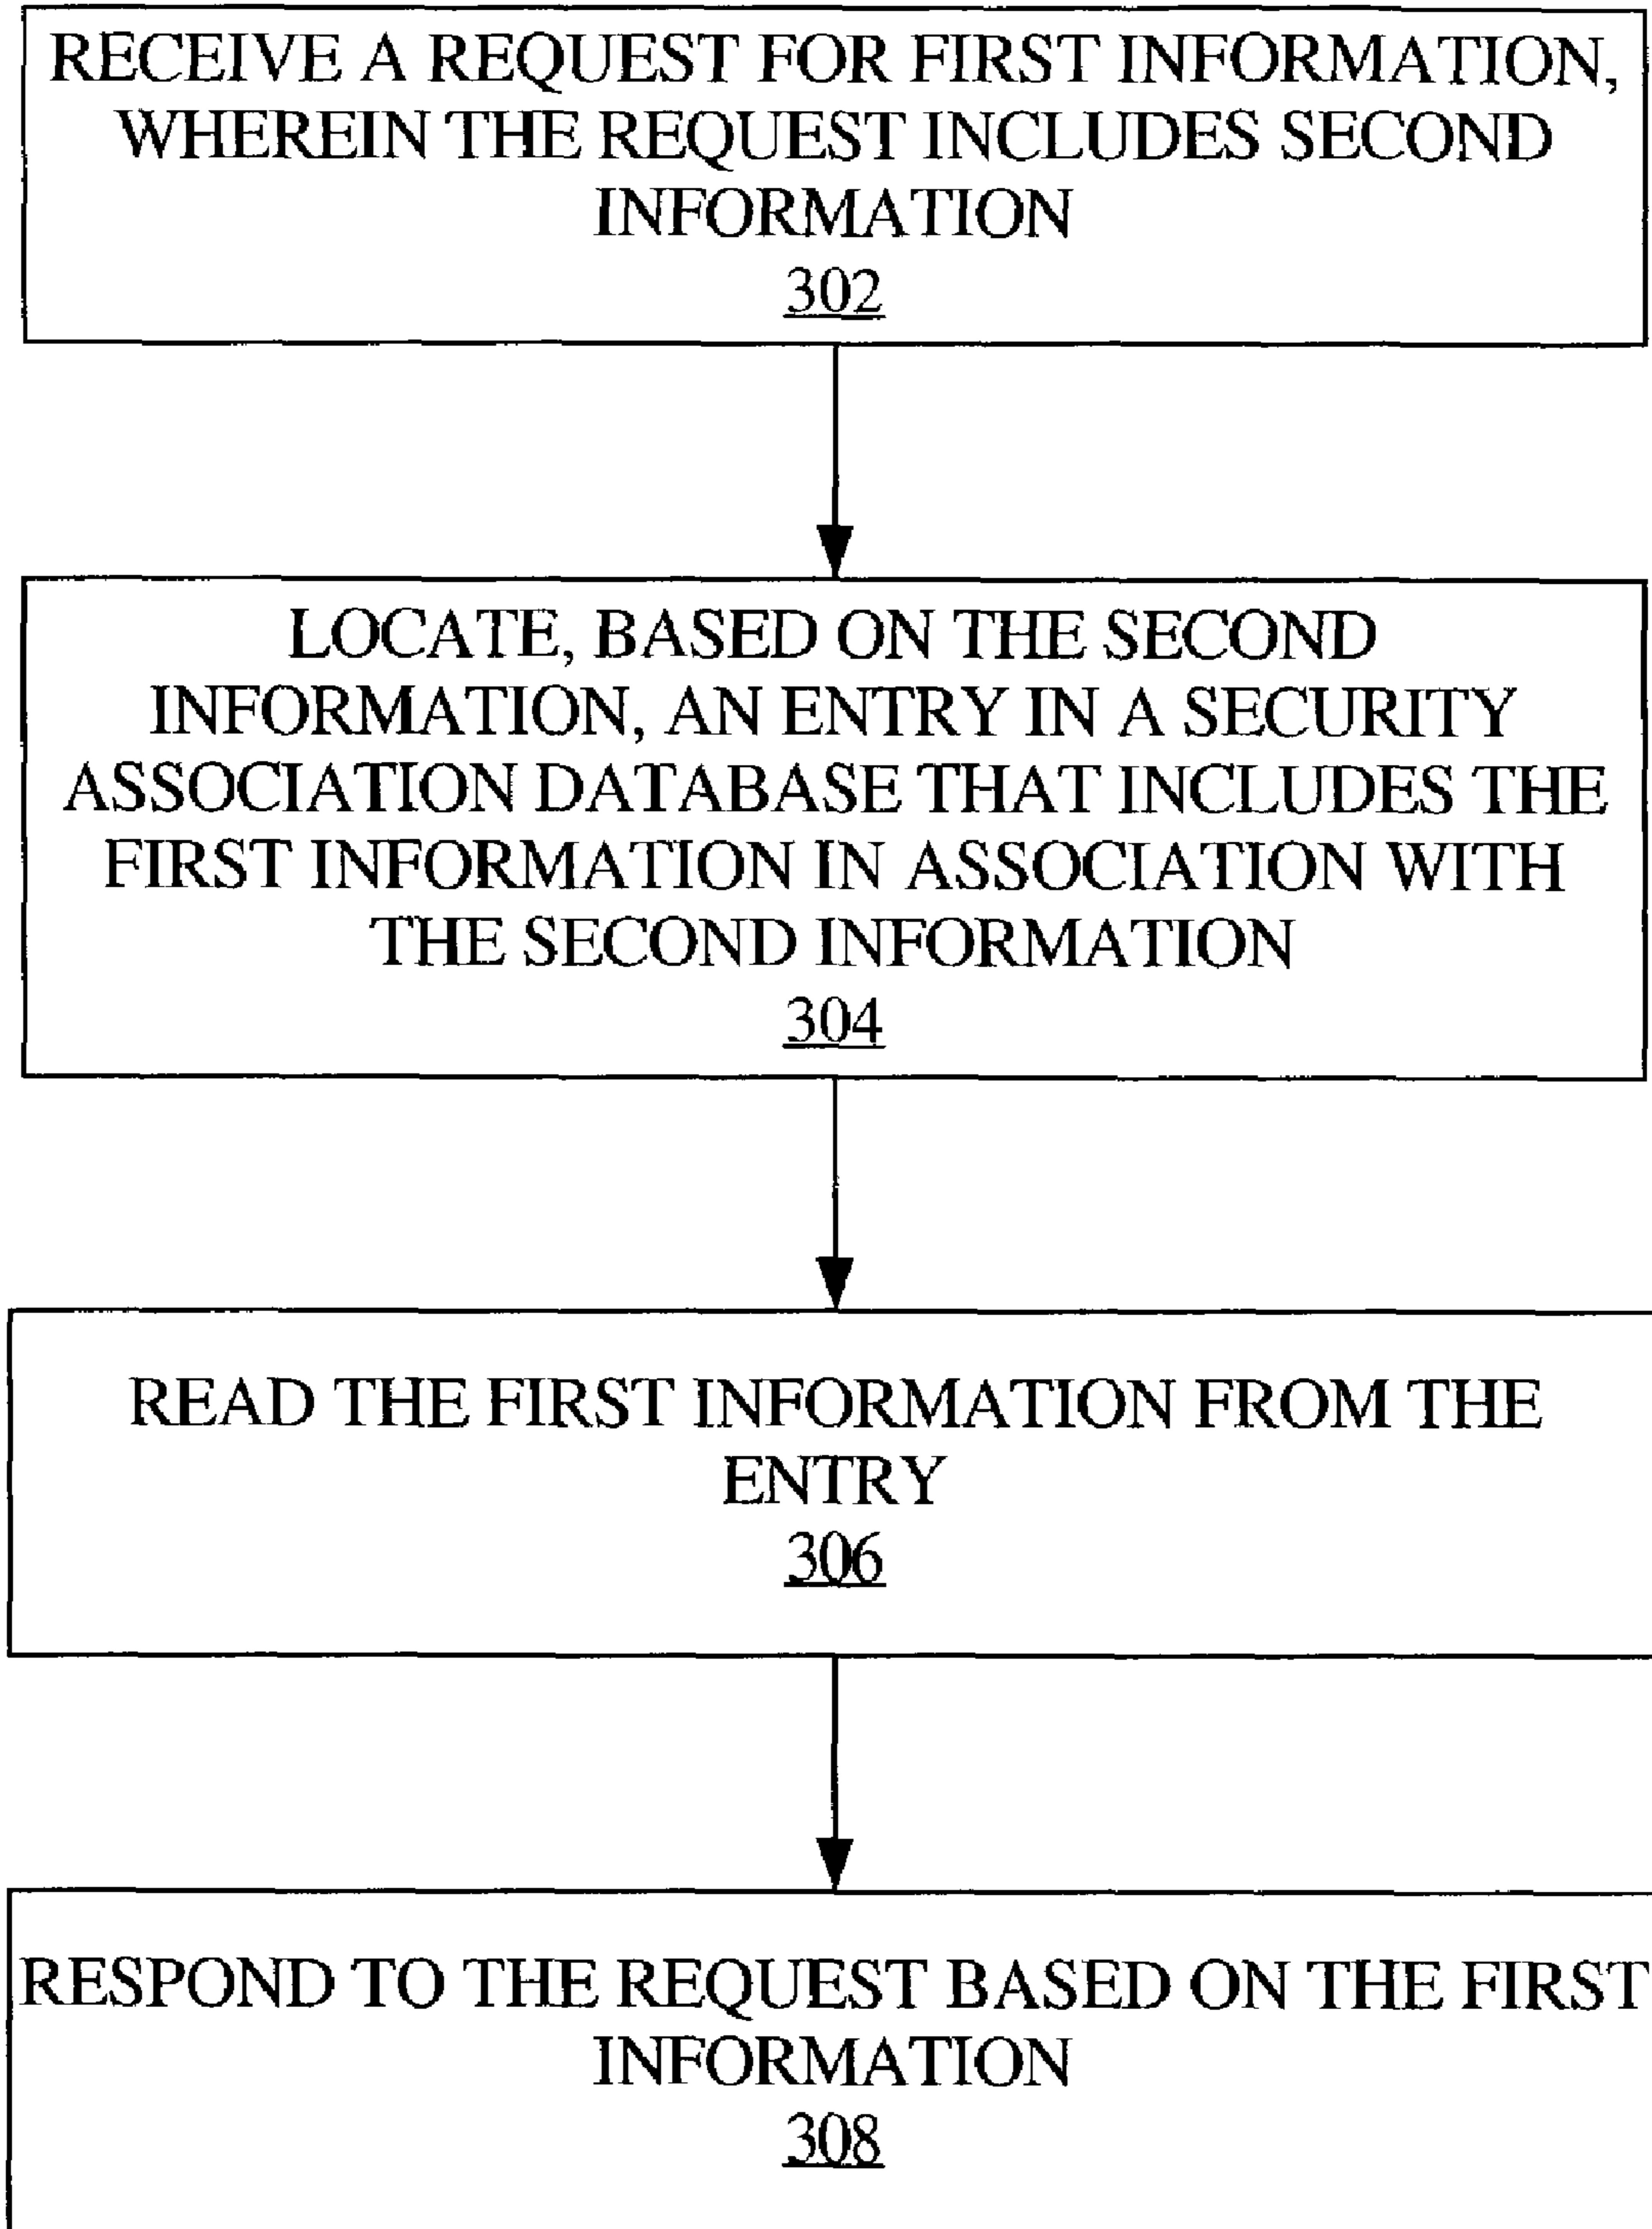 RECEIVE A REQUEST FOR FIRST INFORMATION,
WHEREIN THE REQUEST INCLUDES SECOND
INFORMATION
302
LOCATE, BASED ON THE SECOND
INFORMATION, AN ENTRY IN A SECURITY
ASSOCIATION DATABASE THAT INCLUDES THE
FIRST INFORMATION IN ASSOCIATION WITH
THE SECOND INFORMATION
304
READ THE FIRST INFORMATION FROM THE
ENTRY
306
RESPOND TO THE REQUEST BASED ON THE FIRST
INFORMATION
308